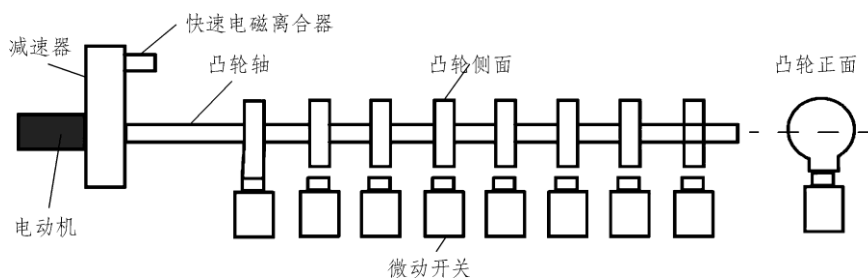 快速电磁离合器
减速器
凸轮轴
凸轮侧面
凸轮正面
电动机
微动开关